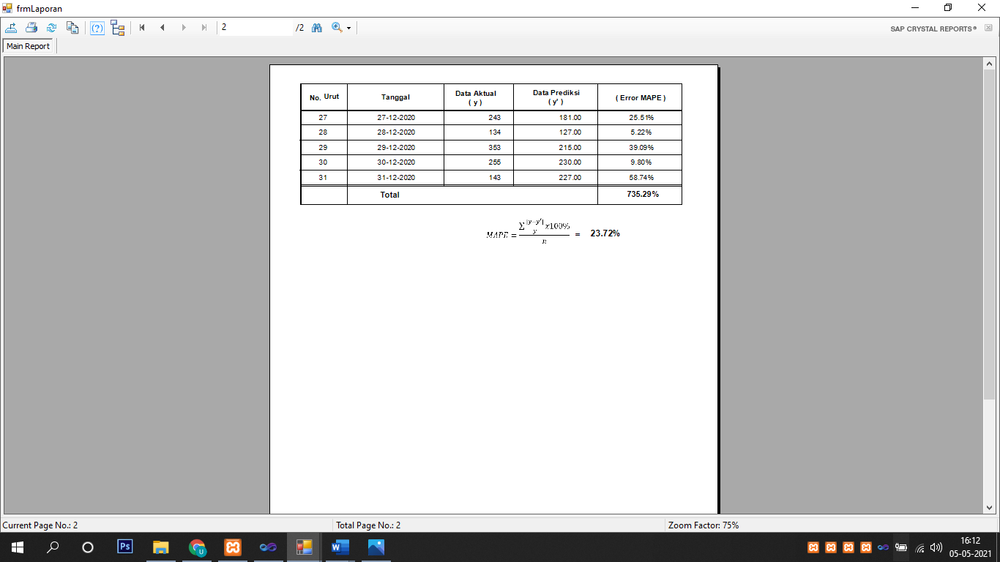 frmLaporan
2 /2
SAP CRYSTAL REPORTS®
Main Report
No. Urut Tanggal Data Aktual ( y ) Data Prediksi ( y' ) ( Error MAPE )
27 27-12-2020 243 181.00 25.51%
28 28-12-2020 134 127.00 5.22%
29 29-12-2020 353 215.00 39.09%
30 30-12-2020 255 230.00 9.80%
31 31-12-2020 143 227.00 58.74%
Total 735.29%
MAPE = ∑ |y−y'| / y x100% / n = 23.72%
Current Page No.: 2 Total Page No.: 2 Zoom Factor: 75%
Ps
W
16:12
05-05-2021